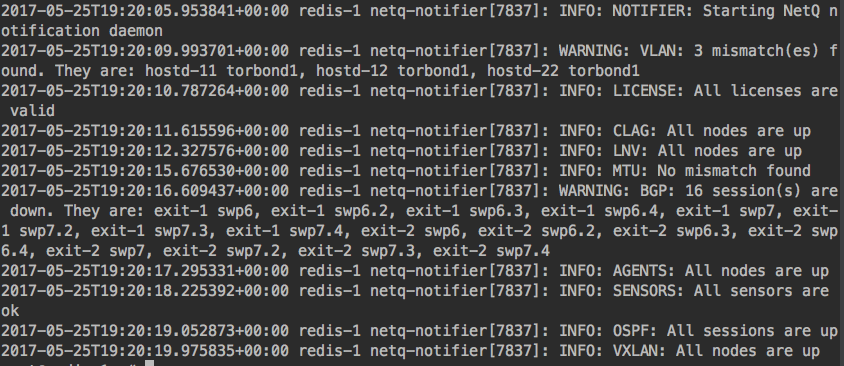 2017-05-25T19:20:05.953841+00:00 redis-1 netq-notifier[7837]: INFO: NOTIFIER: Starting NetQ n
otification daemon
2017-05-25T19:20:09.993701+00:00 redis-1 netq-notifier[7837]: WARNING: VLAN: 3 mismatch(es) f
ound. They are: hostd-11 torbond1, hostd-12 torbond1, hostd-22 torbond1
2017-05-25T19:20:10.787264+00:00 redis-1 netq-notifier[7837]: INFO: LICENSE: All licenses are
 valid
2017-05-25T19:20:11.615596+00:00 redis-1 netq-notifier[7837]: INFO: CLAG: All nodes are up
2017-05-25T19:20:12.327576+00:00 redis-1 netq-notifier[7837]: INFO: LNV: All nodes are up
2017-05-25T19:20:15.676530+00:00 redis-1 netq-notifier[7837]: INFO: MTU: No mismatch found
2017-05-25T19:20:16.609437+00:00 redis-1 netq-notifier[7837]: WARNING: BGP: 16 session(s) are
 down. They are: exit-1 swp6, exit-1 swp6.2, exit-1 swp6.3, exit-1 swp6.4, exit-1 swp7, exit-
1 swp7.2, exit-1 swp7.3, exit-1 swp7.4, exit-2 swp6, exit-2 swp6.2, exit-2 swp6.3, exit-2 swp
6.4, exit-2 swp7, exit-2 swp7.2, exit-2 swp7.3, exit-2 swp7.4
2017-05-25T19:20:17.295331+00:00 redis-1 netq-notifier[7837]: INFO: AGENTS: All nodes are up
2017-05-25T19:20:18.225392+00:00 redis-1 netq-notifier[7837]: INFO: SENSORS: All sensors are
ok
2017-05-25T19:20:19.052873+00:00 redis-1 netq-notifier[7837]: INFO: OSPF: All sessions are up
2017-05-25T19:20:19.975835+00:00 redis-1 netq-notifier[7837]: INFO: VXLAN: All nodes are up